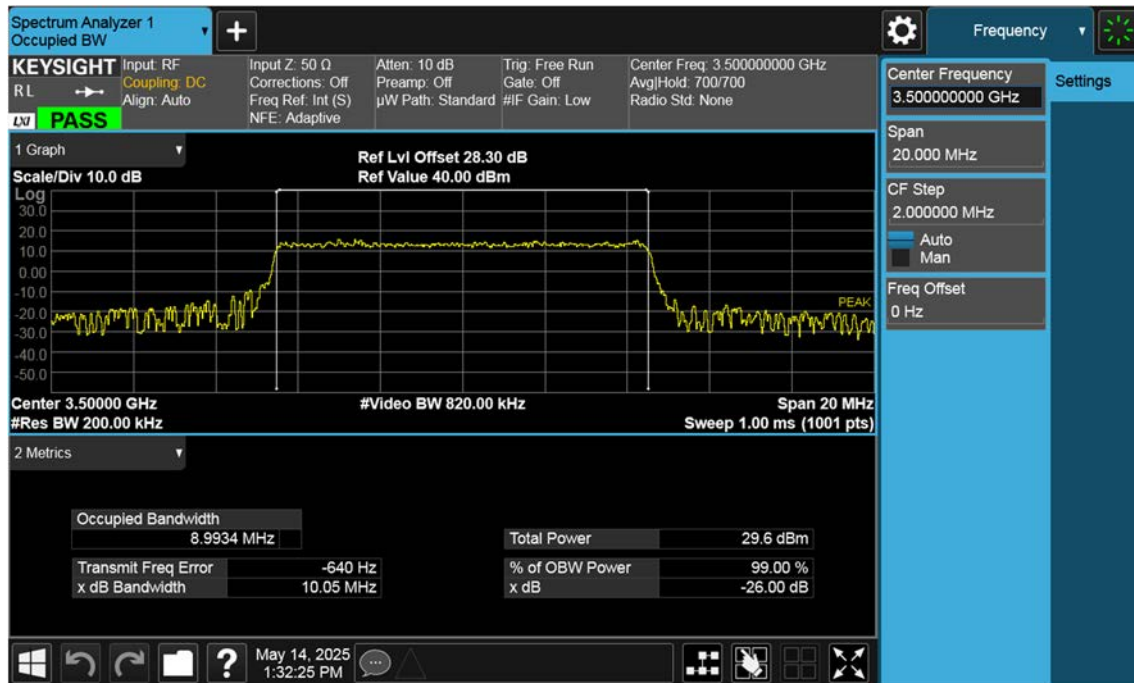 Spectrum Analyzer 1
Occupied BW
+
Frequency
KEYSIGHT
R L
LXI PASS
Input: RF
Coupling: DC
Align: Auto
Input Z: 50 Ω
Corrections: Off
Freq Ref: Int (S)
NFE: Adaptive
Atten: 10 dB
Preamp: Off
µW Path: Standard
Trig: Free Run
Gate: Off
#IF Gain: Low
Center Freq: 3.500000000 GHz
Avg|Hold: 700/700
Radio Std: None
Center Frequency
3.500000000 GHz
Settings
Span
20.000 MHz
CF Step
2.000000 MHz
Auto
Man
Freq Offset
0 Hz
1 Graph
Scale/Div 10.0 dB
Ref Lvl Offset 28.30 dB
Ref Value 40.00 dBm
Log
30.0
20.0
10.0
0.00
-10.0
-20.0
-30.0
-40.0
-50.0
PEAK
Center 3.50000 GHz
#Video BW 820.00 kHz
Span 20 MHz
#Res BW 200.00 kHz
Sweep 1.00 ms (1001 pts)
2 Metrics
Occupied Bandwidth
8.9934 MHz
Total Power 29.6 dBm
Transmit Freq Error -640 Hz
% of OBW Power 99.00 %
x dB Bandwidth 10.05 MHz
x dB -26.00 dB
?
May 14, 2025
1:32:25 PM